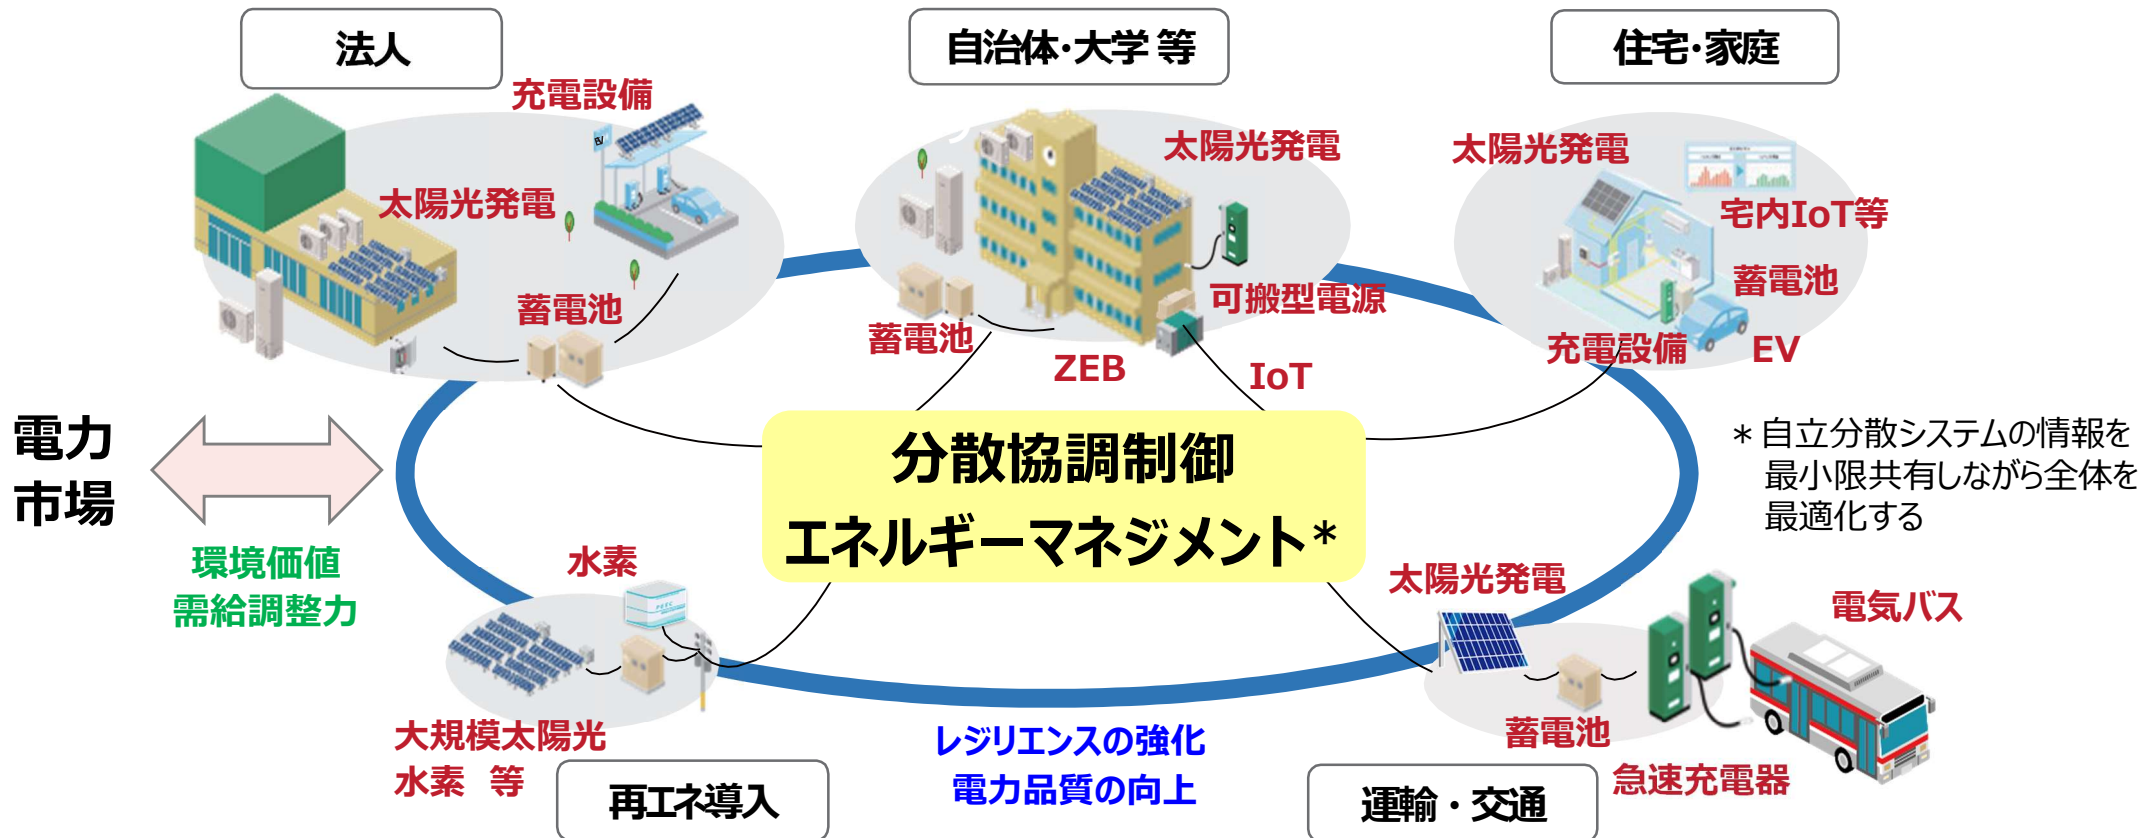 法人
自治体・大学 等
住宅・家庭
充電設備
太陽光発電
蓄電池
太陽光発電
可搬型電源
蓄電池
ZEB
IoT
太陽光発電
宅内IoT等
蓄電池
充電設備
EV
電力
市場
環境価値
需給調整力
分散協調制御
エネルギーマネジメント*
*自立分散システムの情報を
最小限共有しながら全体を
最適化する
水素
大規模太陽光
水素 等
再エネ導入
レジリエンスの強化
電力品質の向上
太陽光発電
電気バス
蓄電池
急速充電器
運輸・交通